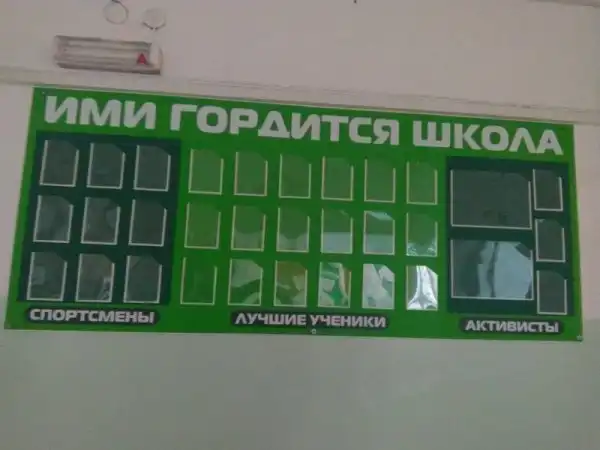 ИМИ ГОРДИТСЯ ШКОЛА
СПОРТСМЕНЫ
ЛУЧШИЕ УЧЕНИКИ
АКТИВИСТЫ
А